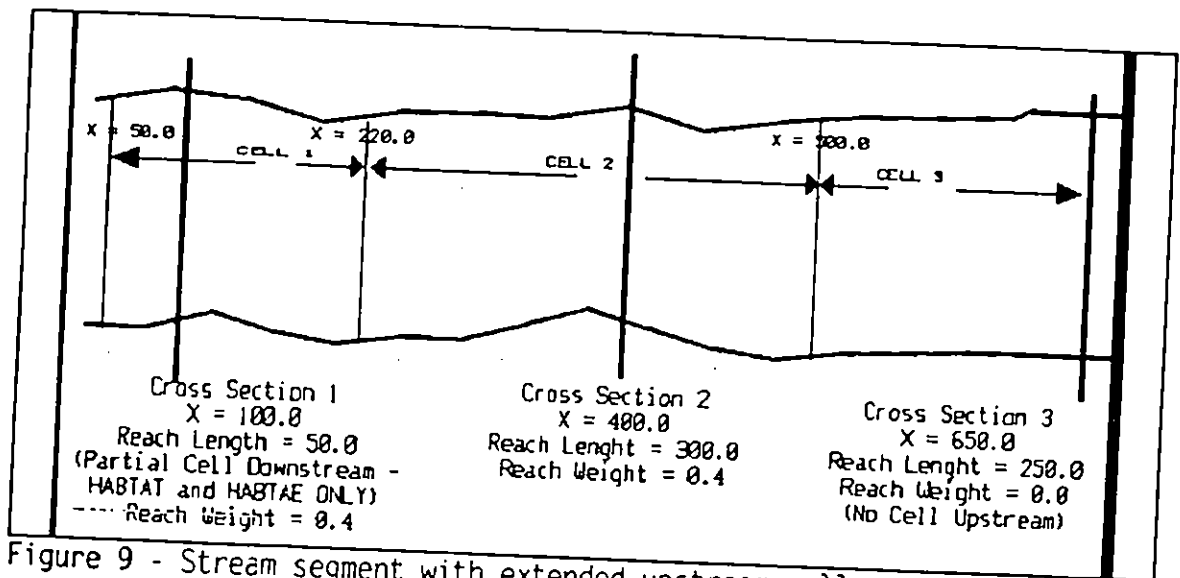 X = 50.0
X = 220.0
X = 500.0
CELL 1
CELL 2
CELL 3
Cross Section 1
X = 100.0
Reach Length = 50.0
(Partial Cell Downstream -
HABTAT and HABTAE ONLY)
---- Reach Weight = 0.4
Cross Section 2
X = 400.0
Reach Lenght = 300.0
Reach Weight = 0.4
Cross Section 3
X = 650.0
Reach Lenght = 250.0
Reach Weight = 0.0
(No Cell Upstream)
Figure 9 - Stream segment with extended upstream